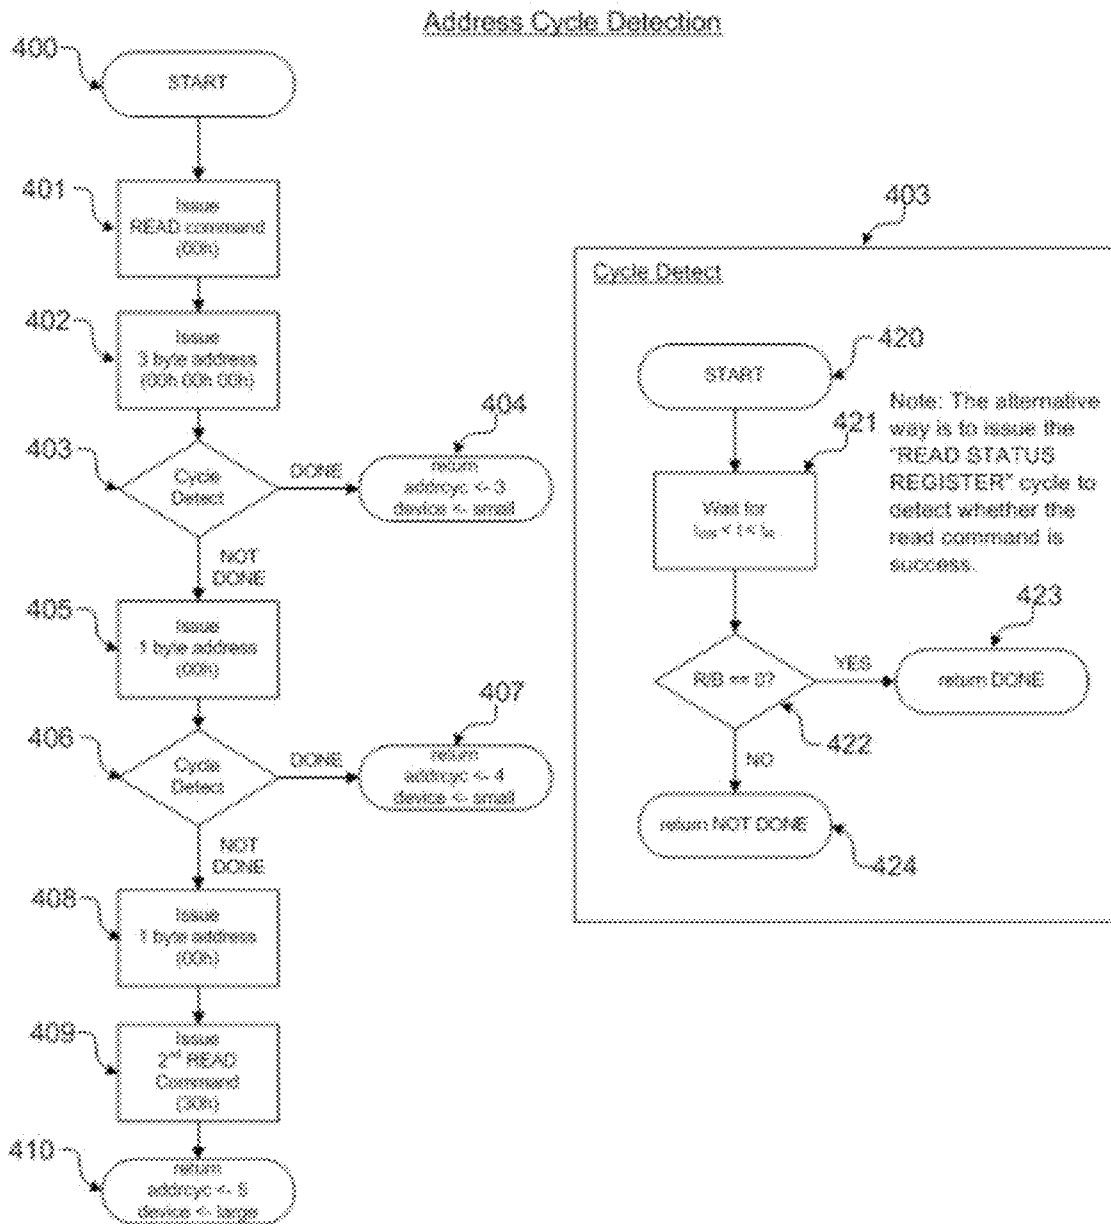 Address Cycle Detection
400
START
401
Issue
READ command
(00h)
402
Issue
3 byte address
(00h 00h 00h)
403
Cycle
Detect
DONE
404
return
addrcyc <- 3
device <- small
NOT
DONE
405
Issue
1 byte address
(00h)
406
Cycle
Detect
DONE
407
return
addrcyc <- 4
device <- small
NOT
DONE
408
Issue
1 byte address
(00h)
409
Issue
2nd READ
Command
(30h)
410
return
addrcyc <- 5
device <- large
403
Cycle Detect
420
START
421
Wait for
Note: The alternative
way is to issue the
"READ STATUS
REGISTER" cycle to
detect whether the
read command is
success.
R/B == 0?
422
YES
423
return DONE
NO
return NOT DONE
424